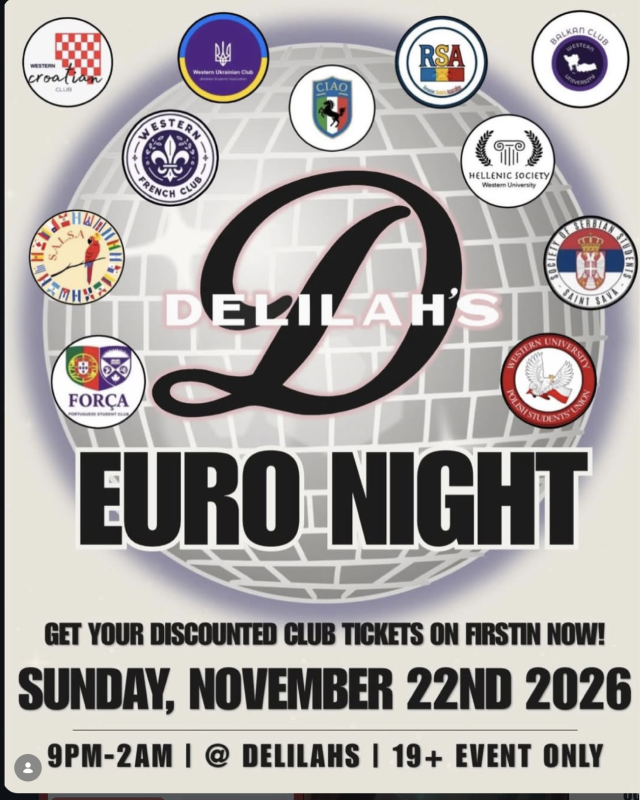 WESTERN
croatian
CLUB
Western Ukrainian Club
CIAO
RSA
BALKAN CLUB
WESTERN
UNIVERSITY
WESTERN
FRENCH CLUB
HELLENIC SOCIETY
Western University
SALSA
SOCIETY OF SERBIAN STUDENTS
SAINT SAVA
DELILAH'S
FORÇA
PORTUGUESE STUDENT CLUB
WESTERN UNIVERSITY
POLISH STUDENTS' UNION
EURO NIGHT
GET YOUR DISCOUNTED CLUB TICKETS ON FIRSTIN NOW!
SUNDAY, NOVEMBER 22ND 2026
9PM-2AM | @ DELILAHS | 19+ EVENT ONLY